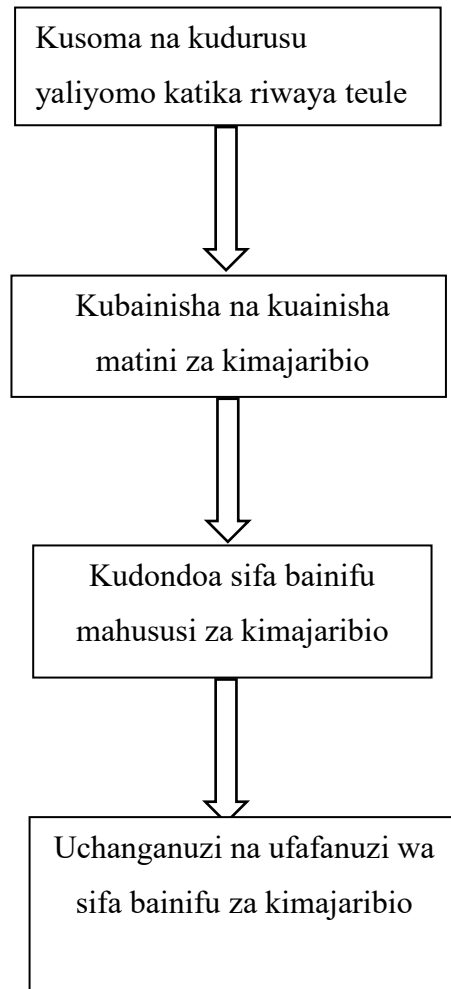 Kusoma na kudurusu
yaliyomo katika riwaya teule
Kubainisha na kuainisha
matini za kimajaribio
Kudondoa sifa bainifu
mahususi za kimajaribio
Uchanganuzi na ufafanuzi wa
sifa bainifu za kimajaribio